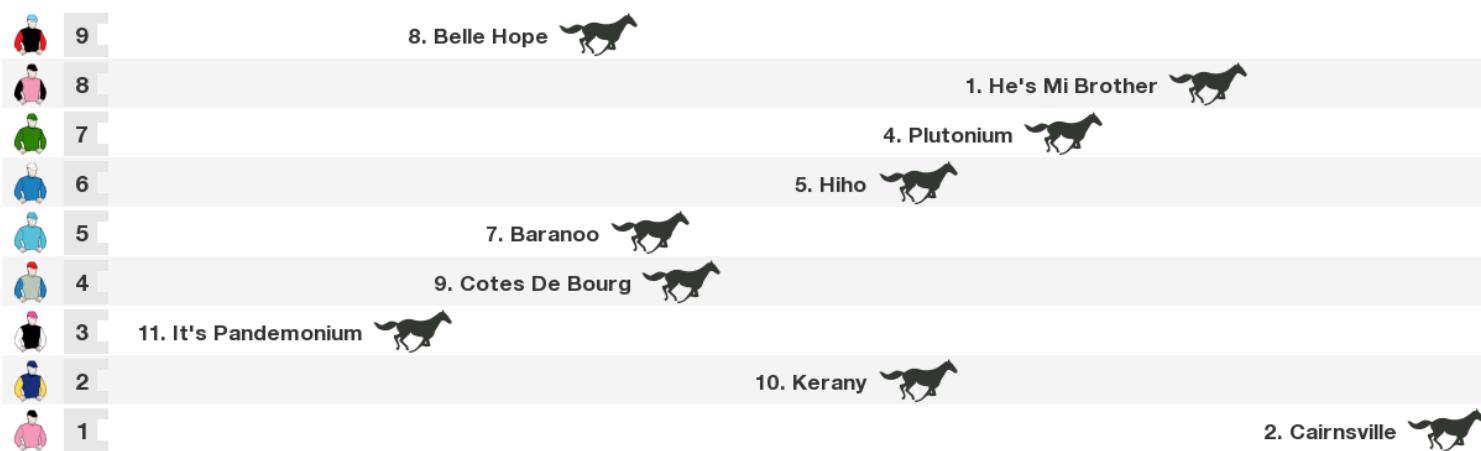 9 8. Belle Hope
8 1. He's Mi Brother
7 4. Plutonium
6 5. Hiho
5 7. Baranoo
4 9. Cotes De Bourg
3 11. It's Pandemonium
2 10. Kerany
1 2. Cairnsville